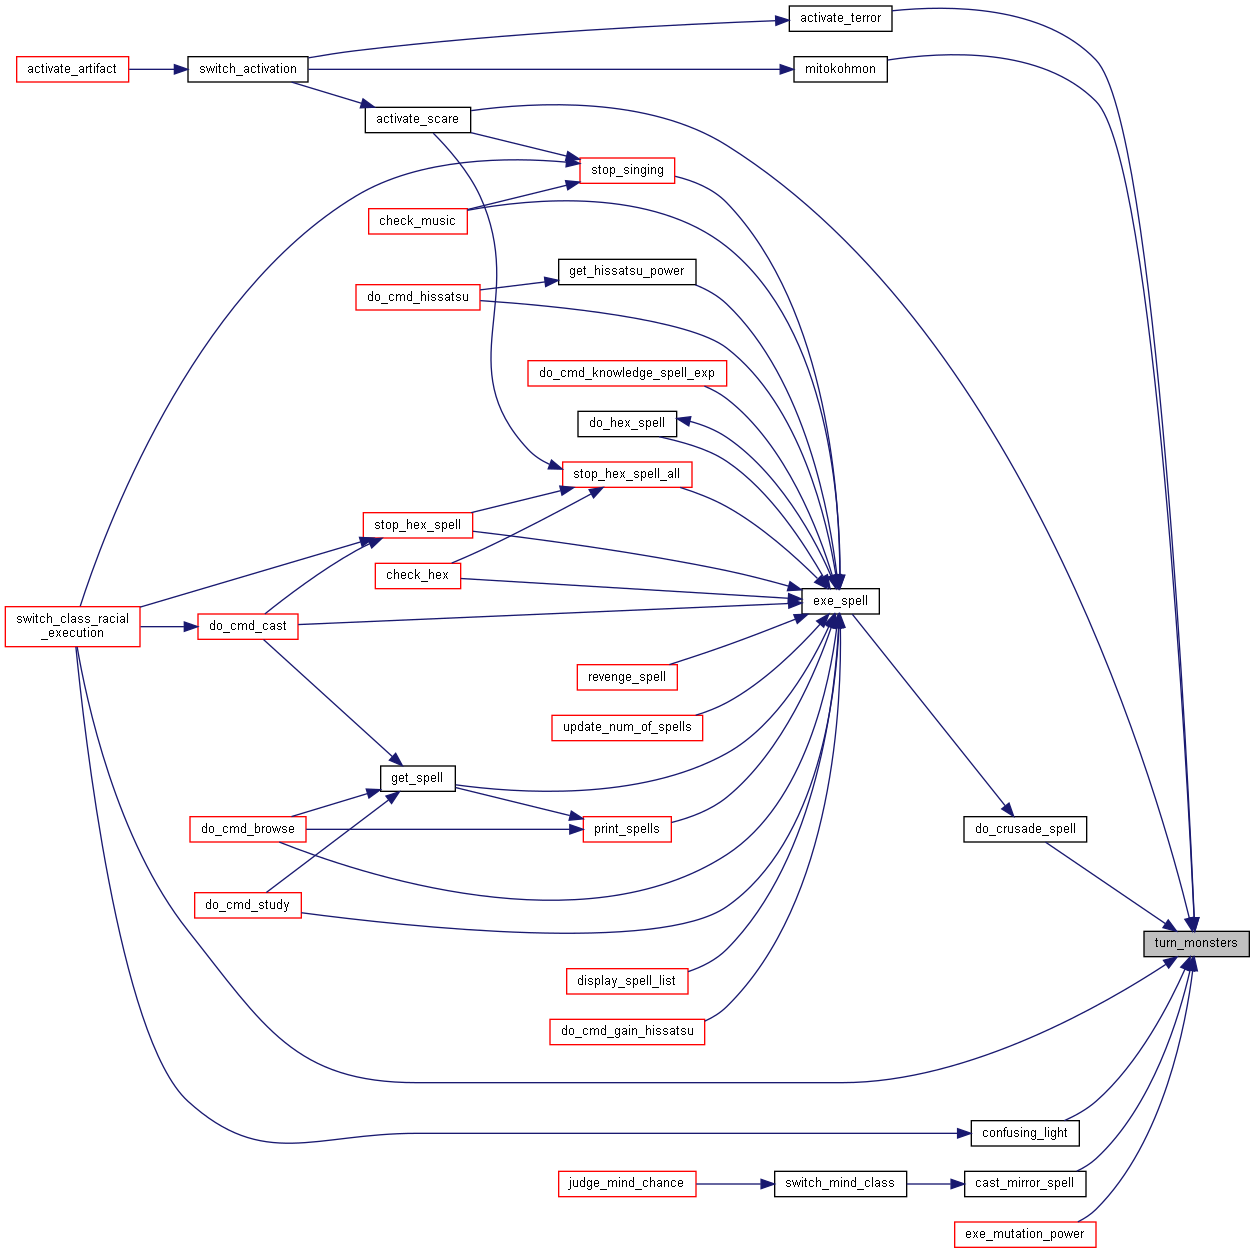 activate_terror
activate_artifact
switch_activation
mitokohmon
activate_scare
stop_singing
check_music
get_hissatsu_power
do_cmd_hissatsu
do_cmd_knowledge_spell_exp
do_hex_spell
stop_hex_spell_all
stop_hex_spell
check_hex
exe_spell
switch_class_racial
_execution
do_cmd_cast
revenge_spell
update_num_of_spells
get_spell
do_cmd_browse
print_spells
do_crusade_spell
do_cmd_study
turn_monsters
display_spell_list
do_cmd_gain_hissatsu
confusing_light
judge_mind_chance
switch_mind_class
cast_mirror_spell
exe_mutation_power